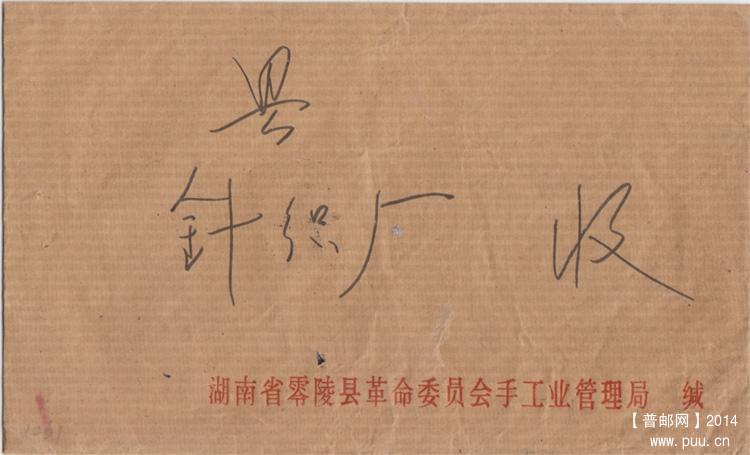 县
針织厂 收
湖南省零陵县革命委员会手工业管理局 缄
【普邮网】2014
www.puu.cn